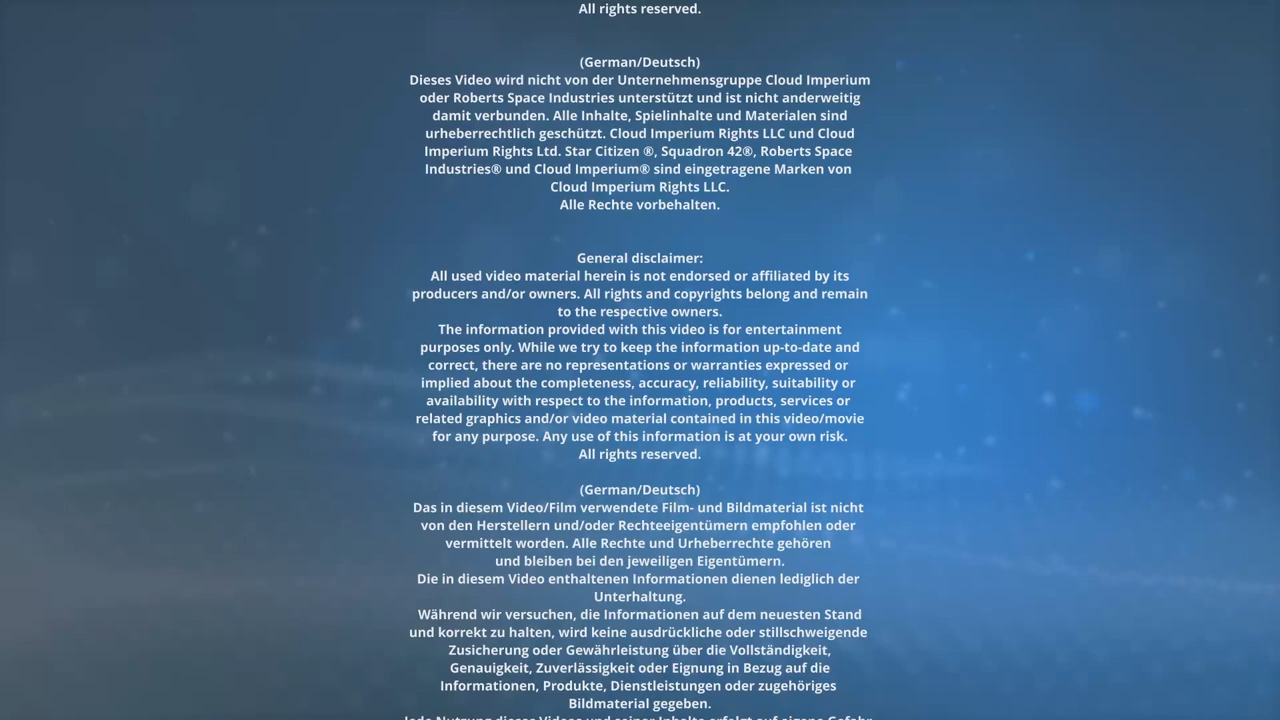 All rights reserved.
(German/Deutsch)
Dieses Video wird nicht von der Unternehmensgruppe Cloud Imperium
oder Roberts Space Industries unterstützt und ist nicht anderweitig
damit verbunden. Alle Inhalte, Spielinhalte und Materialen sind
urheberrechtlich geschützt. Cloud Imperium Rights LLC und Cloud
Imperium Rights Ltd. Star Citizen ®, Squadron 42®, Roberts Space
Industries® und Cloud Imperium® sind eingetragene Marken von
Cloud Imperium Rights LLC.
Alle Rechte vorbehalten.
General disclaimer:
All used video material herein is not endorsed or affiliated by its
producers and/or owners. All rights and copyrights belong and remain
to the respective owners.
The information provided with this video is for entertainment
purposes only. While we try to keep the information up-to-date and
correct, there are no representations or warranties expressed or
implied about the completeness, accuracy, reliability, suitability or
availability with respect to the information, products, services or
related graphics and/or video material contained in this video/movie
for any purpose. Any use of this information is at your own risk.
All rights reserved.
(German/Deutsch)
Das in diesem Video/Film verwendete Film- und Bildmaterial ist nicht
von den Herstellern und/oder Rechteeigentümern empfohlen oder
vermittelt worden. Alle Rechte und Urheberrechte gehören
und bleiben bei den jeweiligen Eigentümern.
Die in diesem Video enthaltenen Informationen dienen lediglich der
Unterhaltung.
Während wir versuchen, die Informationen auf dem neuesten Stand
und korrekt zu halten, wird keine ausdrückliche oder stillschweigende
Zusicherung oder Gewährleistung über die Vollständigkeit,
Genauigkeit, Zuverlässigkeit oder Eignung in Bezug auf die
Informationen, Produkte, Dienstleistungen oder zugehöriges
Bildmaterial gegeben.